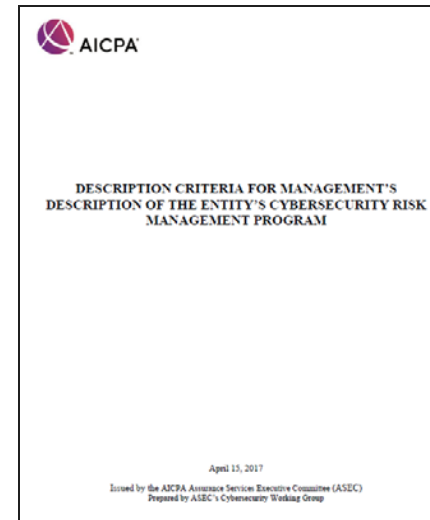 AICPA
DESCRIPTION CRITERIA FOR MANAGEMENT'S
DESCRIPTION OF THE ENTITY'S CYBERSECURITY RISK
MANAGEMENT PROGRAM
April 15, 2017
Issued by the AICPA Assurance Services Executive Committee (ASEC)
Prepared by ASEC's Cybersecurity Working Group